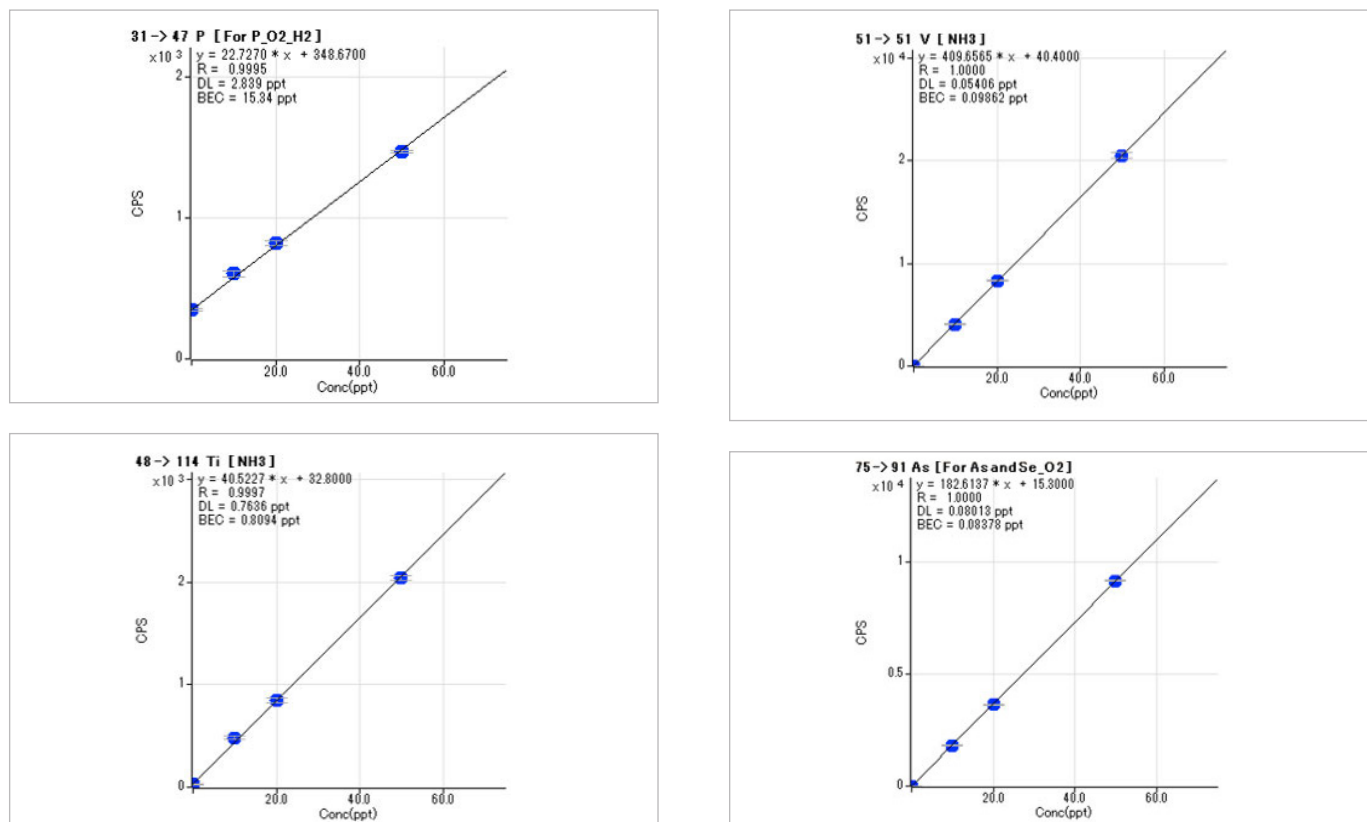 31 -> 47 P [For P_O2_H2]
x10 3
y = 22.7270 * x + 348.6700
R = 0.9995
DL = 2.839 ppt
BEC = 15.34 ppt
2
1
0
CPS
20.0 40.0 60.0
Conc(ppt)
51 -> 51 V [NH3]
x10 4
y = 409.6565 * x + 40.4000
R = 1.0000
DL = 0.05406 ppt
BEC = 0.09862 ppt
2
1
0
CPS
20.0 40.0 60.0
Conc(ppt)
48 -> 114 Ti [NH3]
x10 3
y = 40.5227 * x + 32.8000
R = 0.9997
DL = 0.7636 ppt
BEC = 0.8094 ppt
2
1
0
CPS
20.0 40.0 60.0
Conc(ppt)
75 -> 91 As [For As and Se_O2]
x10 4
y = 182.6137 * x + 15.3000
R = 1.0000
DL = 0.08013 ppt
BEC = 0.08378 ppt
1
0.5
0
CPS
20.0 40.0 60.0
Conc(ppt)